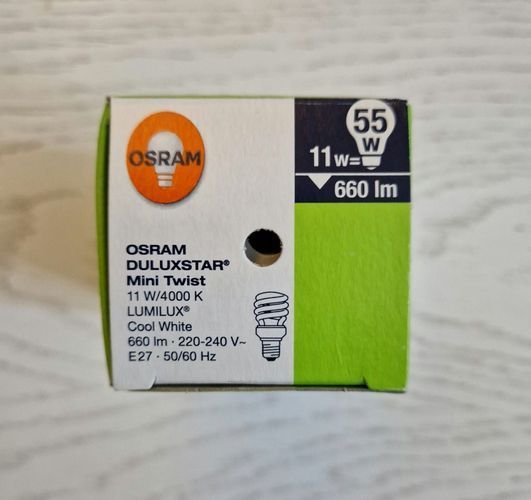 OSRAM
55
W
11 W=
660 lm
OSRAM
DULUXSTAR®
Mini Twist
11 W/4000 K
LUMILUX®
Cool White
660 lm · 220-240 V~
E27 · 50/60 Hz